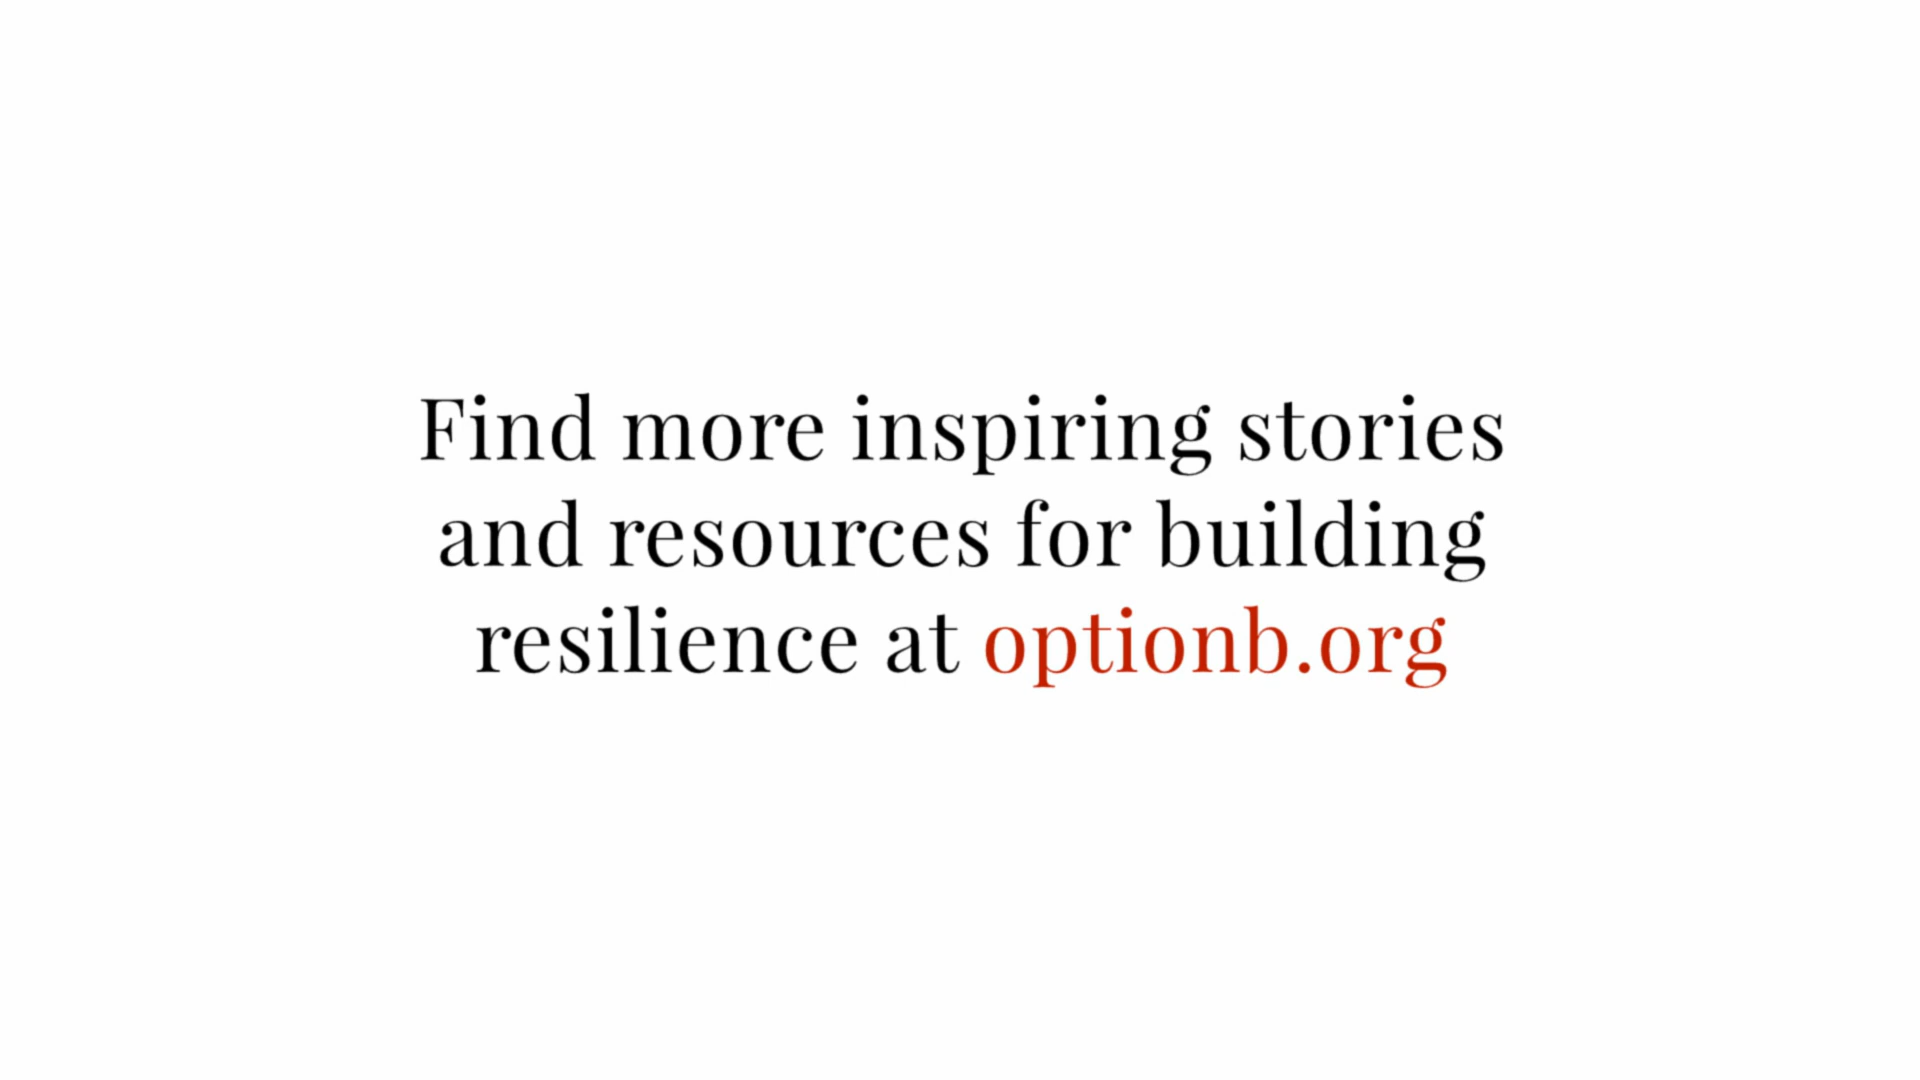 Find more inspiring stories
and resources for building
resilience at optionb.org